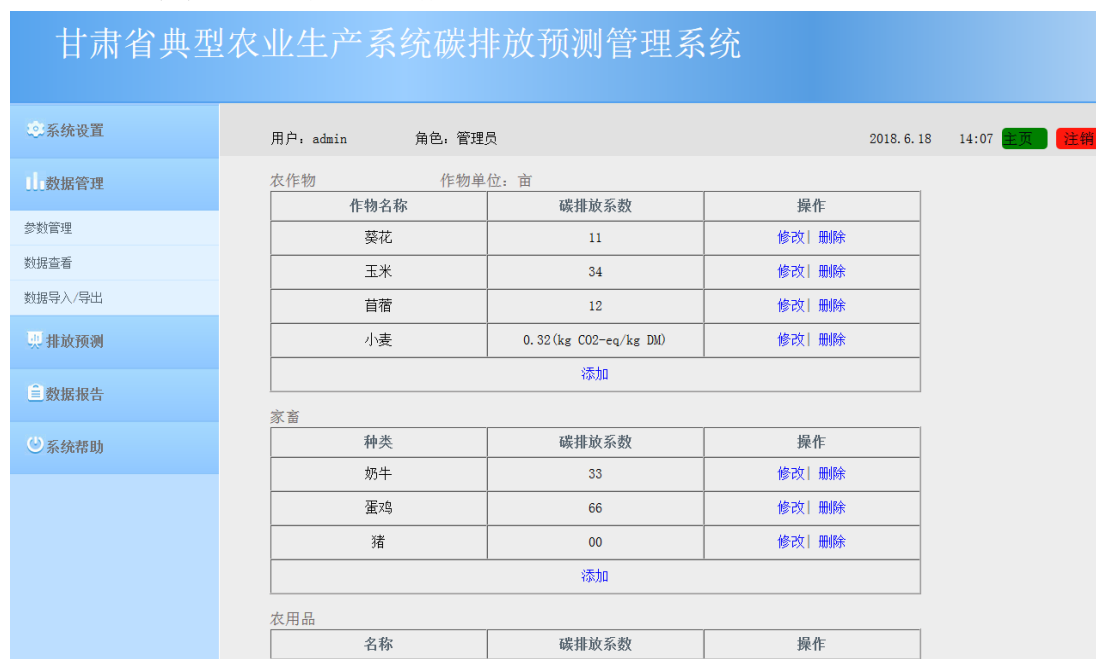 甘肃省典型农业生产系统碳排放预测管理系统
系统设置
数据管理
参数管理
数据查看
数据导入/导出
排放预测
数据报告
系统帮助
用户：admin 角色：管理员 2018.6.18 14:07 主页 注销
农作物 作物单位：亩
作物名称 碳排放系数 操作
葵花 11 修改| 删除
玉米 34 修改| 删除
苜蓿 12 修改| 删除
小麦 0.32(kg CO2-eq/kg DM) 修改| 删除
添加
家畜
种类 碳排放系数 操作
奶牛 33 修改| 删除
蛋鸡 66 修改| 删除
猪 00 修改| 删除
添加
农用品
名称 碳排放系数 操作